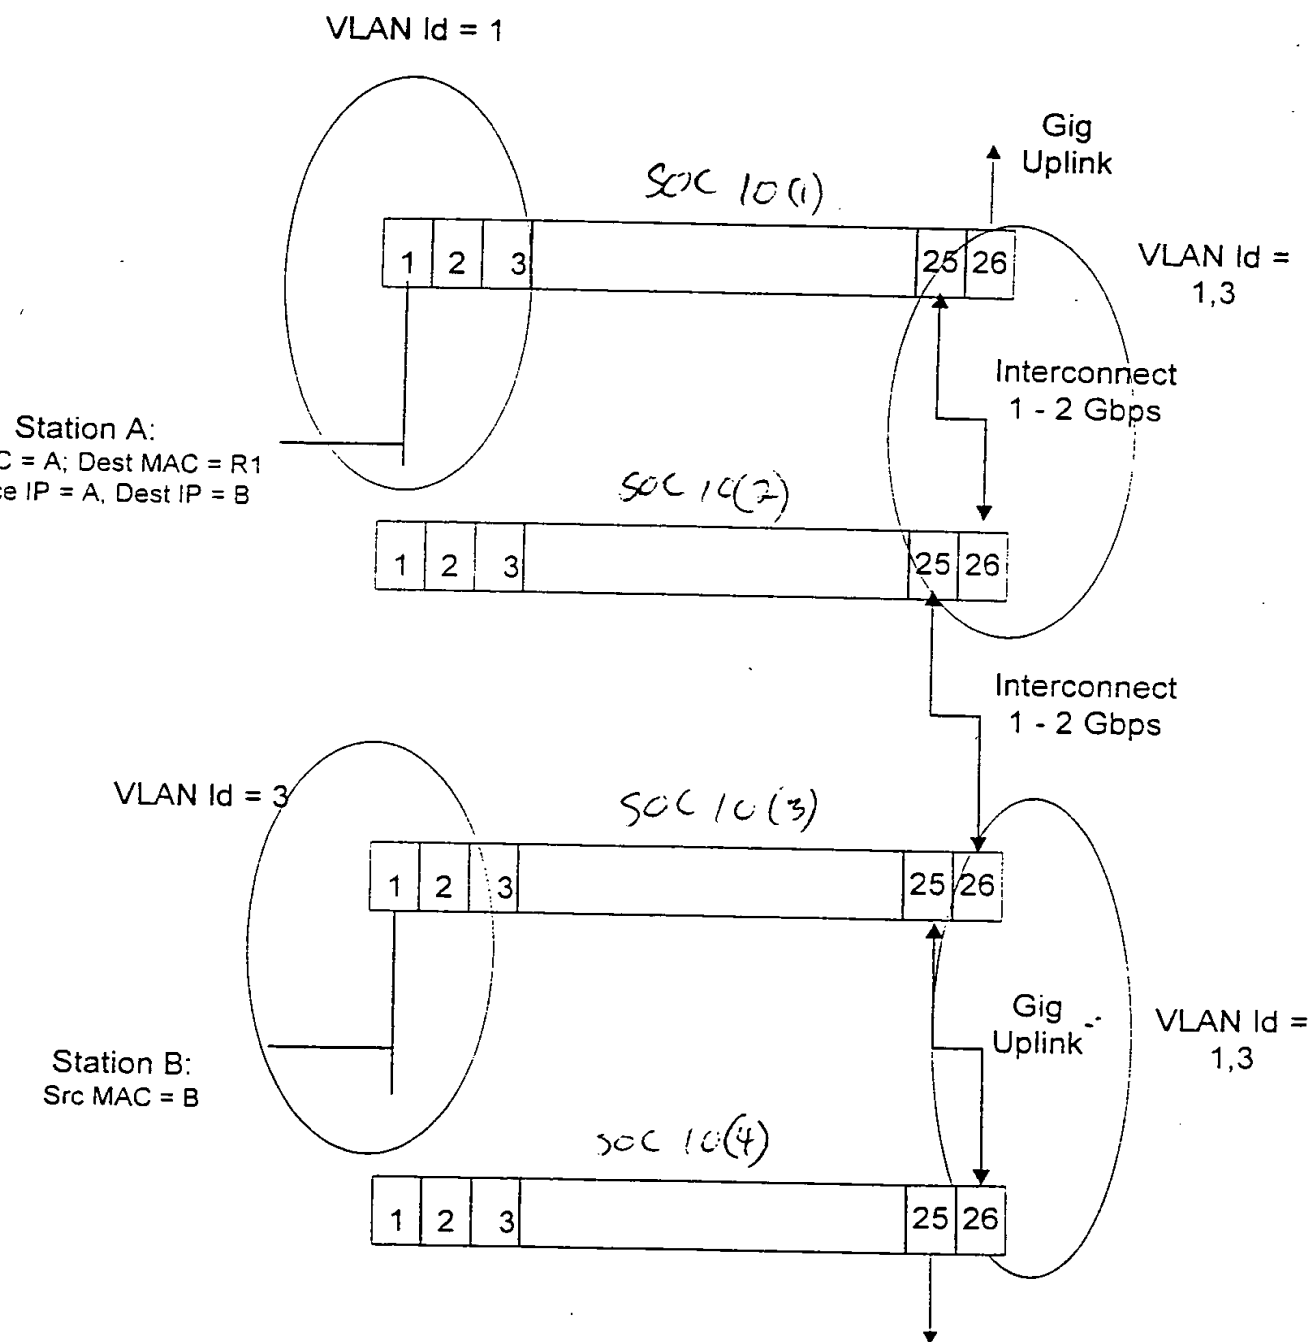 VLAN Id = 1
Gig
Uplink
SOC 10(1)
1 2 3 25 26
VLAN Id =
1,3
Interconnect
1 - 2 Gbps
Station A:
C = A; Dest MAC = R1
ce IP = A, Dest IP = B
SOC 10(2)
1 2 3 25 26
Interconnect
1 - 2 Gbps
VLAN Id = 3
SOC 10(3)
1 2 3 25 26
Gig
Uplink
VLAN Id =
1,3
Station B:
Src MAC = B
SOC 10(4)
1 2 3 25 26